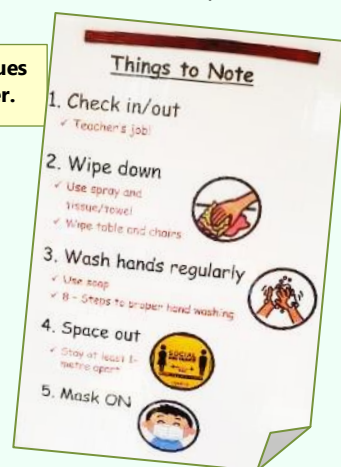 ues
er.
Things to Note
1. Check in/out
✓ Teacher's job!
2. Wipe down
✓ Use spray and
tissue/towel
✓ Wipe table and chairs
3. Wash hands regularly
✓ Use soap
✓ 8 - Steps to proper hand washing
4. Space out
✓ Stay at least 1-
metre apart
SOCIAL
5. Mask ON